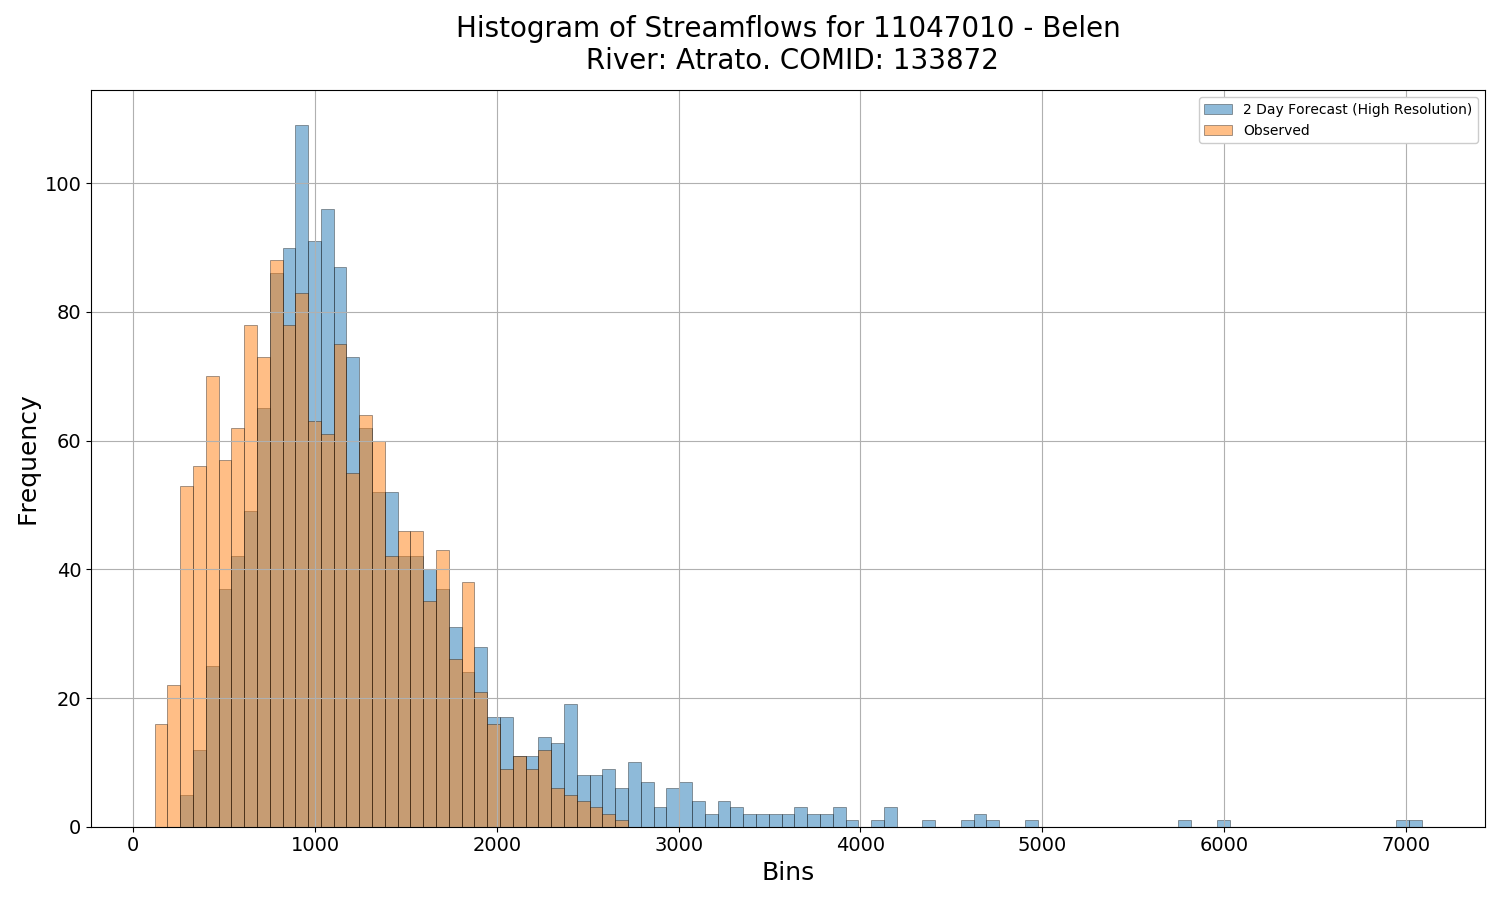 Histogram of Streamflows for 11047010 - Belen
River: Atrato. COMID: 133872
2 Day Forecast (High Resolution)
Observed
Frequency
100
80
60
40
20
0
0 1000 2000 3000 4000 5000 6000 7000
Bins